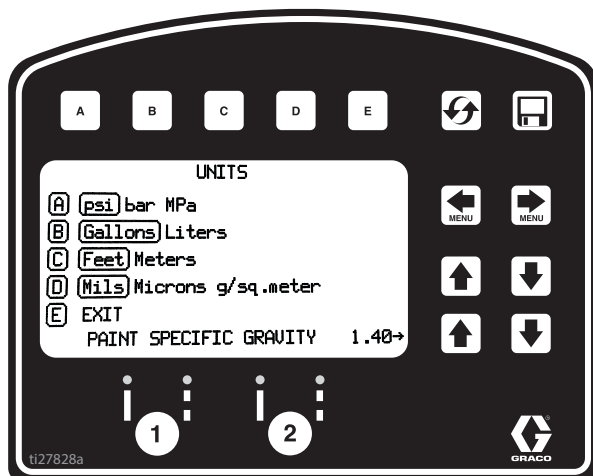 A B C D E
UNITS
A psi bar MPa
B Gallons Liters
MENU MENU
C Feet Meters
D Mils Microns g/sq.meter
E EXIT
PAINT SPECIFIC GRAVITY 1.40→
1 2
ti27828a
G
GRACO